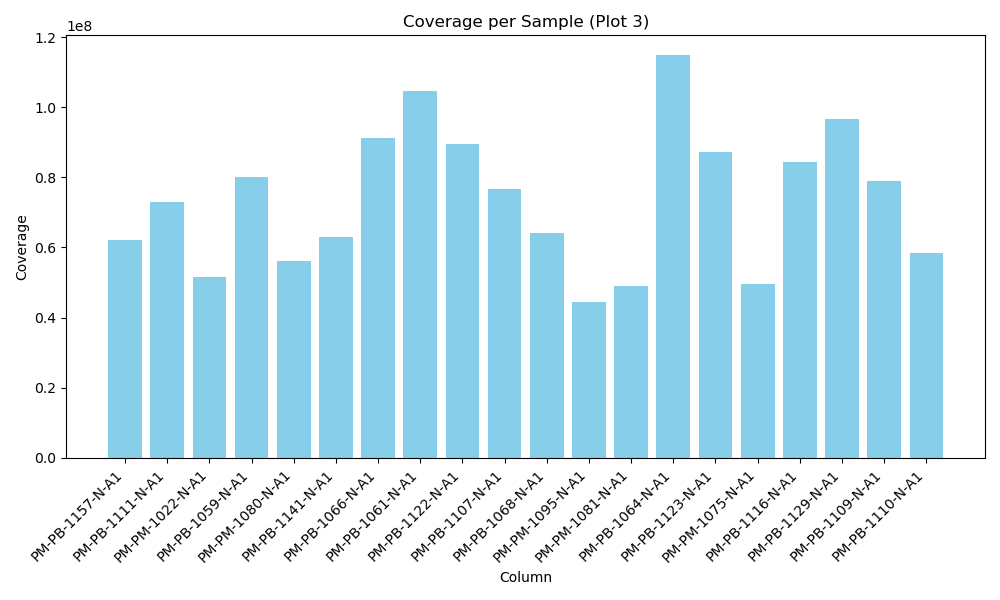 Coverage per Sample (Plot 3)
1e8
1.2
1.0
0.8
0.6
0.4
0.2
0.0
Coverage
PM-PB-1157-N-A1
PM-PB-1111-N-A1
PM-PM-1022-N-A1
PM-PB-1059-N-A1
PM-PM-1080-N-A1
PM-PB-1141-N-A1
PM-PB-1066-N-A1
PM-PB-1061-N-A1
PM-PB-1122-N-A1
PM-PB-1107-N-A1
PM-PB-1068-N-A1
PM-PM-1095-N-A1
PM-PM-1081-N-A1
PM-PB-1064-N-A1
PM-PB-1123-N-A1
PM-PM-1075-N-A1
PM-PB-1116-N-A1
PM-PB-1129-N-A1
PM-PB-1109-N-A1
PM-PB-1110-N-A1
Column